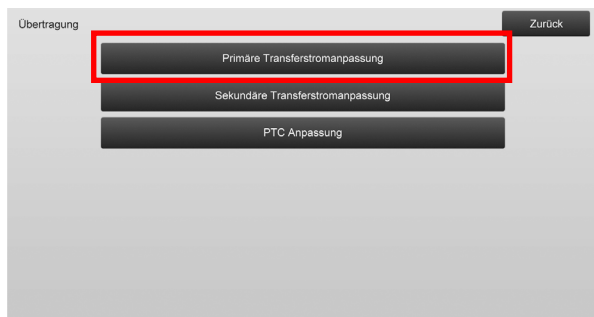 Übertragung
Zurück
Primäre Transferstromanpassung
Sekundäre Transferstromanpassung
PTC Anpassung